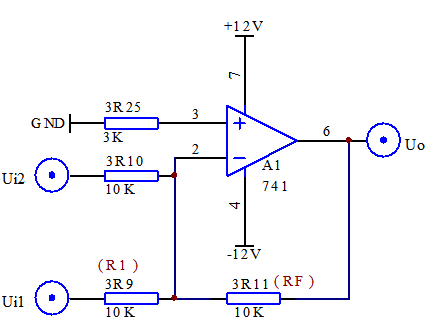 +12V
7
3R25
GND
3
3K
6
3R10
2
A1
Uo
Ui2
741
10K
4
-12V
(R1)
3R9
3R11
(RF)
Ui1
10K
10K